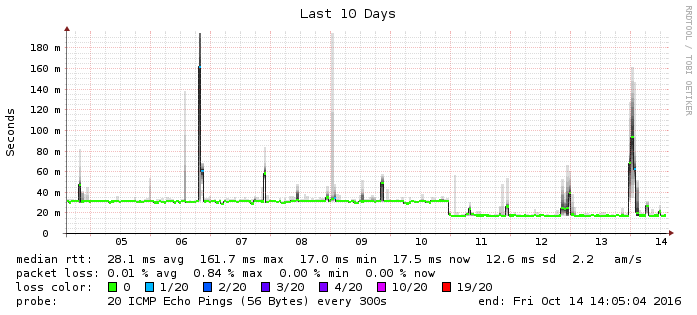 Last 10 Days
RRDTOOL / TOBI OETIKER
Seconds
180 m
160 m
140 m
120 m
100 m
80 m
60 m
40 m
20 m
0
05 06 07 08 09 10 11 12 13 14
median rtt: 28.1 ms avg 161.7 ms max 17.0 ms min 17.5 ms now 12.6 ms sd 2.2 am/s
packet loss: 0.01 % avg 0.84 % max 0.00 % min 0.00 % now
loss color: 0 1/20 2/20 3/20 4/20 10/20 19/20
probe: 20 ICMP Echo Pings (56 Bytes) every 300s end: Fri Oct 14 14:05:04 2016